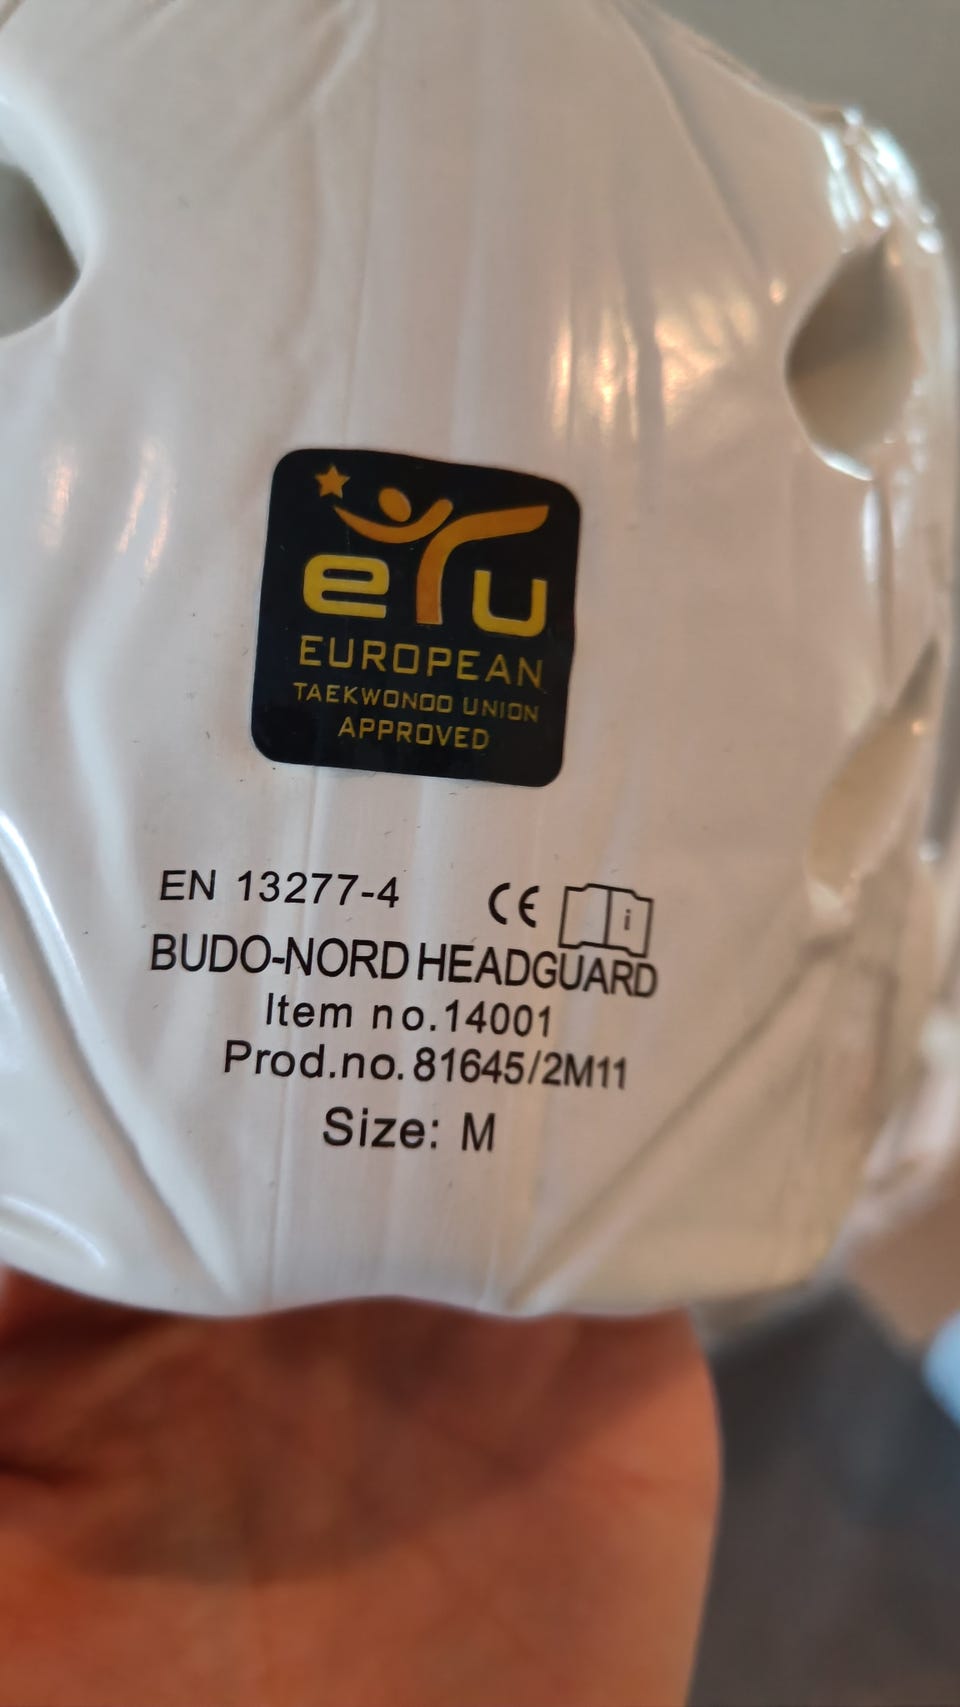 eTu
EUROPEAN
TAEKWONDO UNION
APPROVED
EN 13277-4 CE i
BUDO-NORD HEADGUARD
Item no.14001
Prod.no.81645/2M11
Size: M